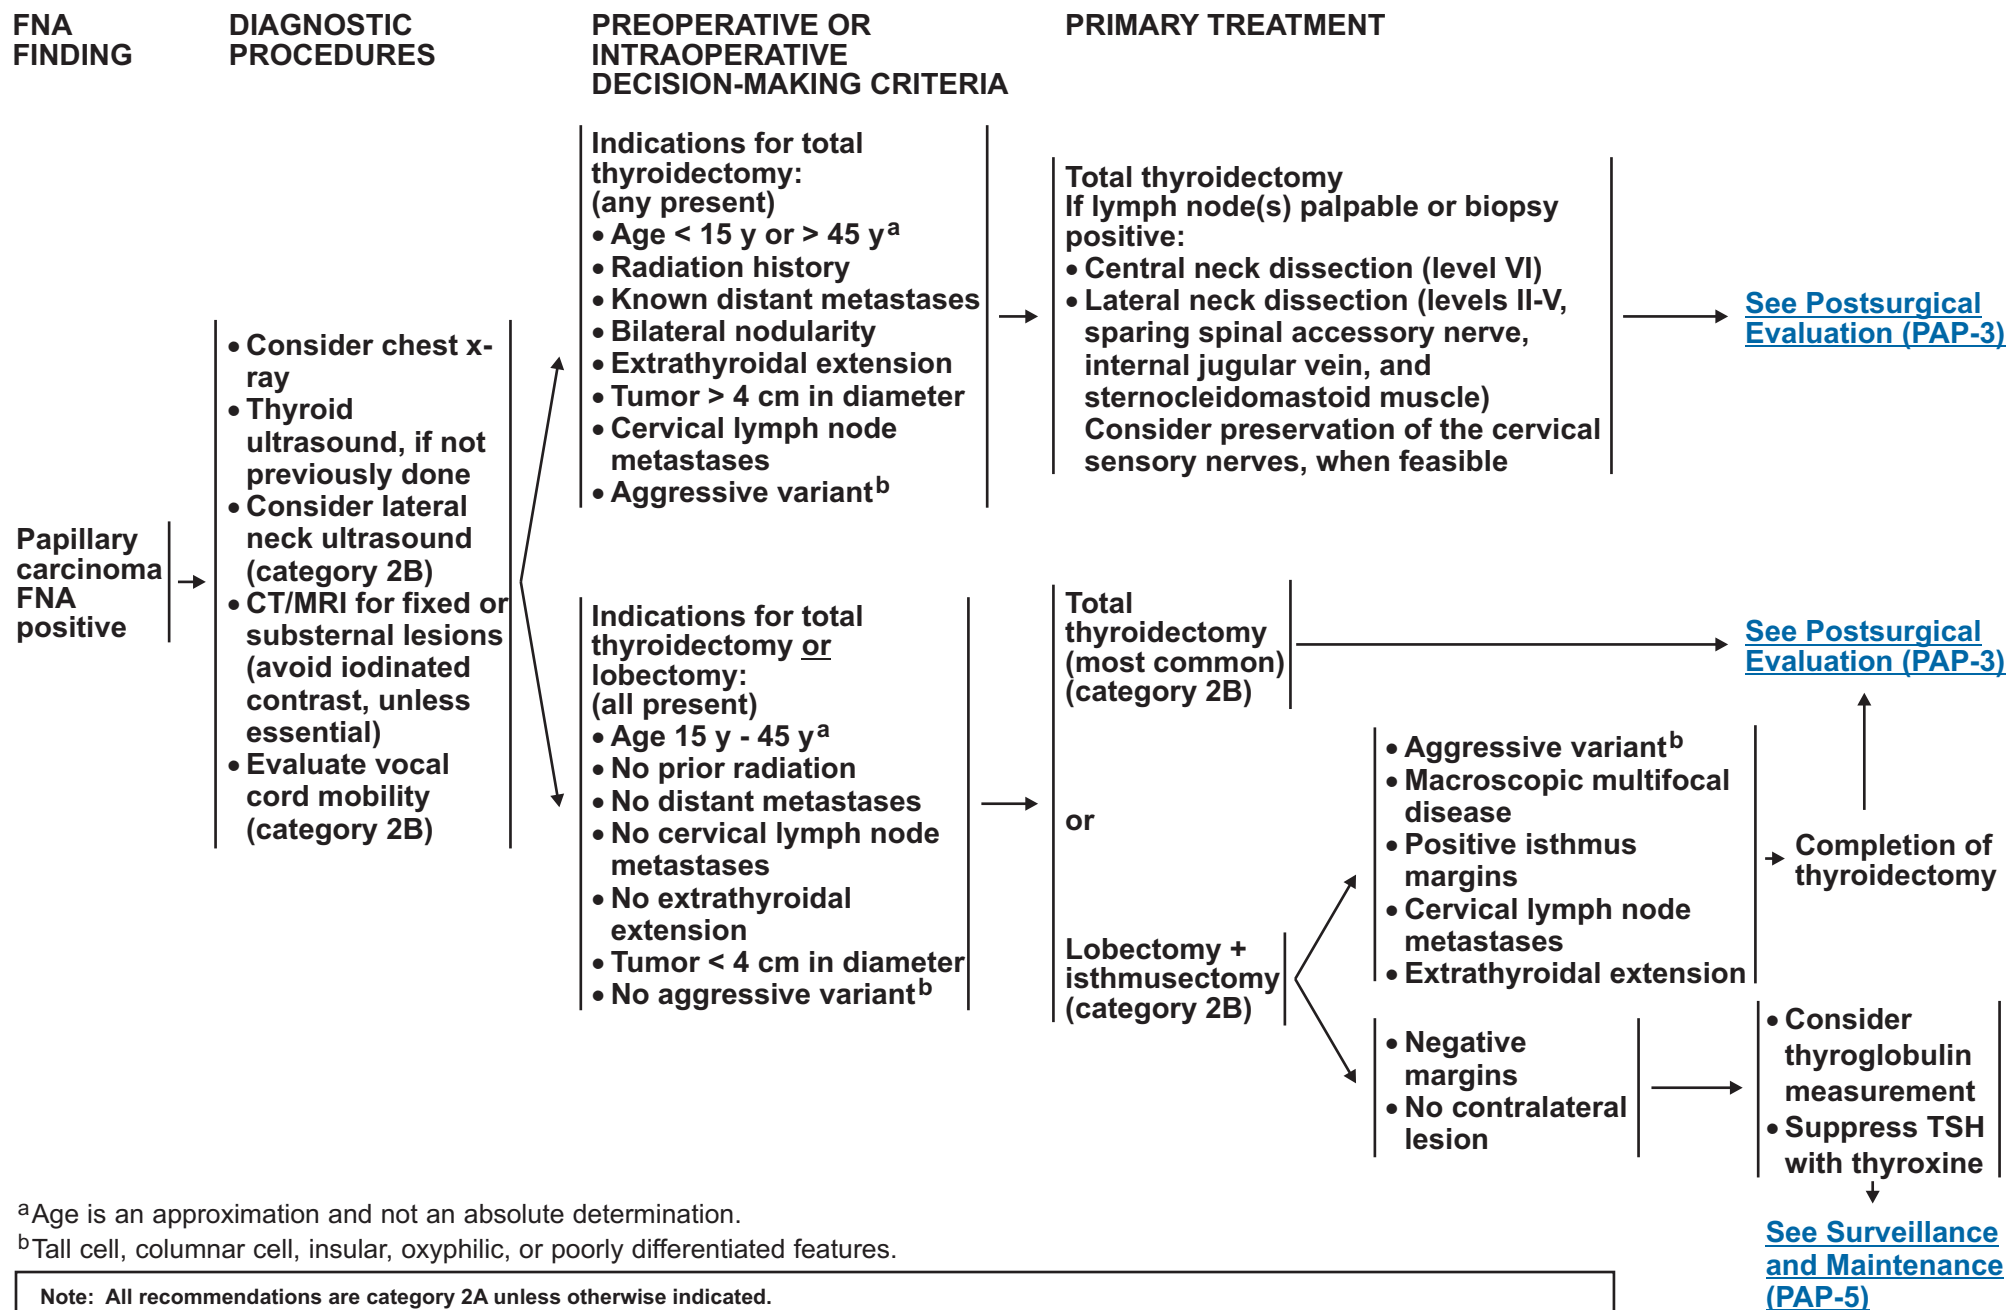 FNA
FINDING
DIAGNOSTIC
PROCEDURES
PREOPERATIVE OR
INTRAOPERATIVE
DECISION-MAKING CRITERIA
PRIMARY TREATMENT
Papillary
carcinoma
FNA
positive
• Consider chest x-
ray
• Thyroid
ultrasound, if not
previously done
• Consider lateral
neck ultrasound
(category 2B)
• CT/MRI for fixed or
substernal lesions
(avoid iodinated
contrast, unless
essential)
• Evaluate vocal
cord mobility
(category 2B)
Indications for total
thyroidectomy:
(any present)
• Age < 15 y or > 45 y a
• Radiation history
• Known distant metastases
• Bilateral nodularity
• Extrathyroidal extension
• Tumor > 4 cm in diameter
• Cervical lymph node
metastases
• Aggressive variant b
Total thyroidectomy
If lymph node(s) palpable or biopsy
positive:
• Central neck dissection (level VI)
• Lateral neck dissection (levels II-V,
sparing spinal accessory nerve,
internal jugular vein, and
sternocleidomastoid muscle)
Consider preservation of the cervical
sensory nerves, when feasible
See Postsurgical
Evaluation (PAP-3)
Indications for total
thyroidectomy or
lobectomy:
(all present)
• Age 15 y - 45 y a
• No prior radiation
• No distant metastases
• No cervical lymph node
metastases
• No extrathyroidal
extension
• Tumor < 4 cm in diameter
• No aggressive variant b
Total
thyroidectomy
(most common)
(category 2B)
See Postsurgical
Evaluation (PAP-3)
or
Lobectomy +
isthmusectomy
(category 2B)
• Aggressive variant b
• Macroscopic multifocal
disease
• Positive isthmus
margins
• Cervical lymph node
metastases
• Extrathyroidal extension
Completion of
thyroidectomy
• Negative
margins
• No contralateral
lesion
• Consider
thyroglobulin
measurement
• Suppress TSH
with thyroxine
See Surveillance
and Maintenance
(PAP-5)
a Age is an approximation and not an absolute determination.
b Tall cell, columnar cell, insular, oxyphilic, or poorly differentiated features.
Note: All recommendations are category 2A unless otherwise indicated.